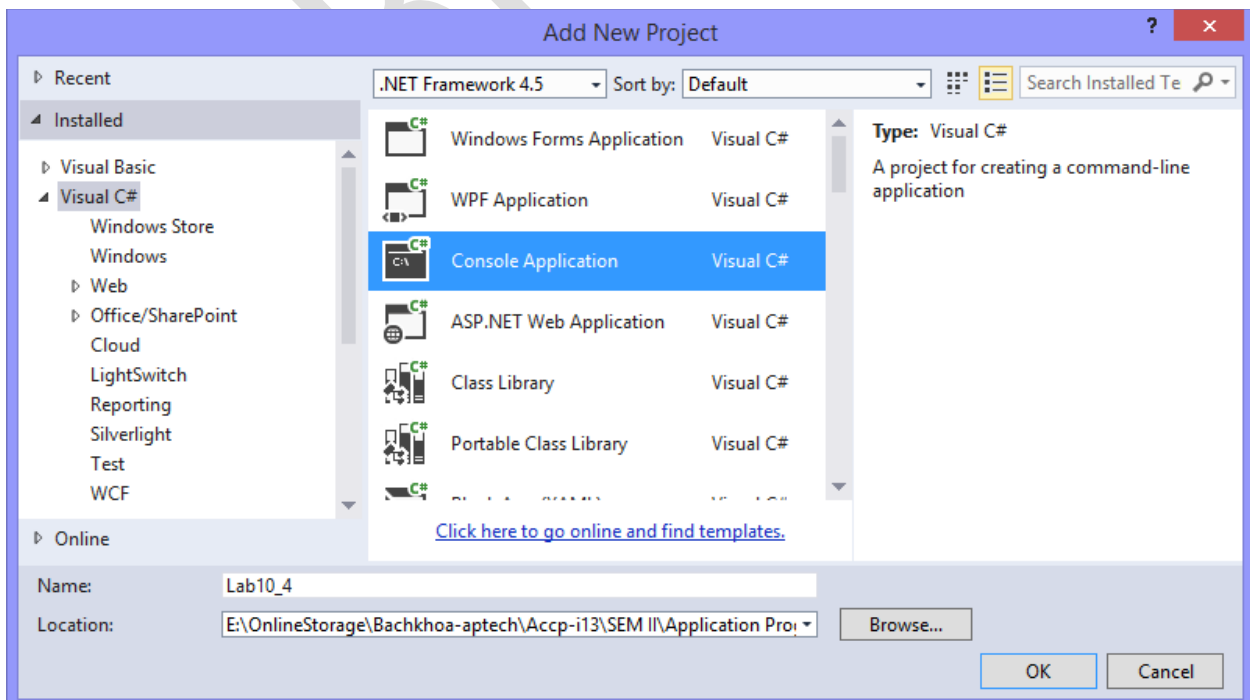 Add New Project
?
×
Recent
.NET Framework 4.5
Sort by:
Default
Search Installed Te
Installed
Visual Basic
Visual C#
Windows Store
Windows
Web
Office/SharePoint
Cloud
LightSwitch
Reporting
Silverlight
Test
WCF
Online
C#
Windows Forms Application Visual C#
C#
WPF Application Visual C#
C#
C:\
Console Application Visual C#
C#
ASP.NET Web Application Visual C#
C#
Class Library Visual C#
C#
Portable Class Library Visual C#
C#
Click here to go online and find templates.
Type: Visual C#
A project for creating a command-line
application
Name: Lab10_4
Location: E:\OnlineStorage\Bachkhoa-aptech\Accp-i13\SEM II\Application Pro
Browse...
OK Cancel